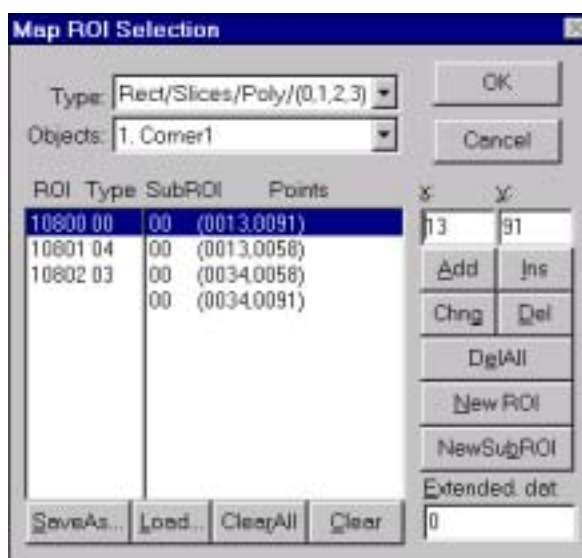 Map ROI Selection
Type: Rect/Slices/Poly/(0,1,2,3)
OK
Objects: 1. Corner1
Cancel
ROI Type SubROI Points
x: y:
10800 00 00 (0013,0091)
13 91
10801 04 00 (0013,0058)
10802 03 00 (0034,0058)
00 (0034,0091)
Add Ins
Chng Del
DelAll
New ROI
NewSubROI
Extended. dat
SaveAs... Load... ClearAll Clear
0